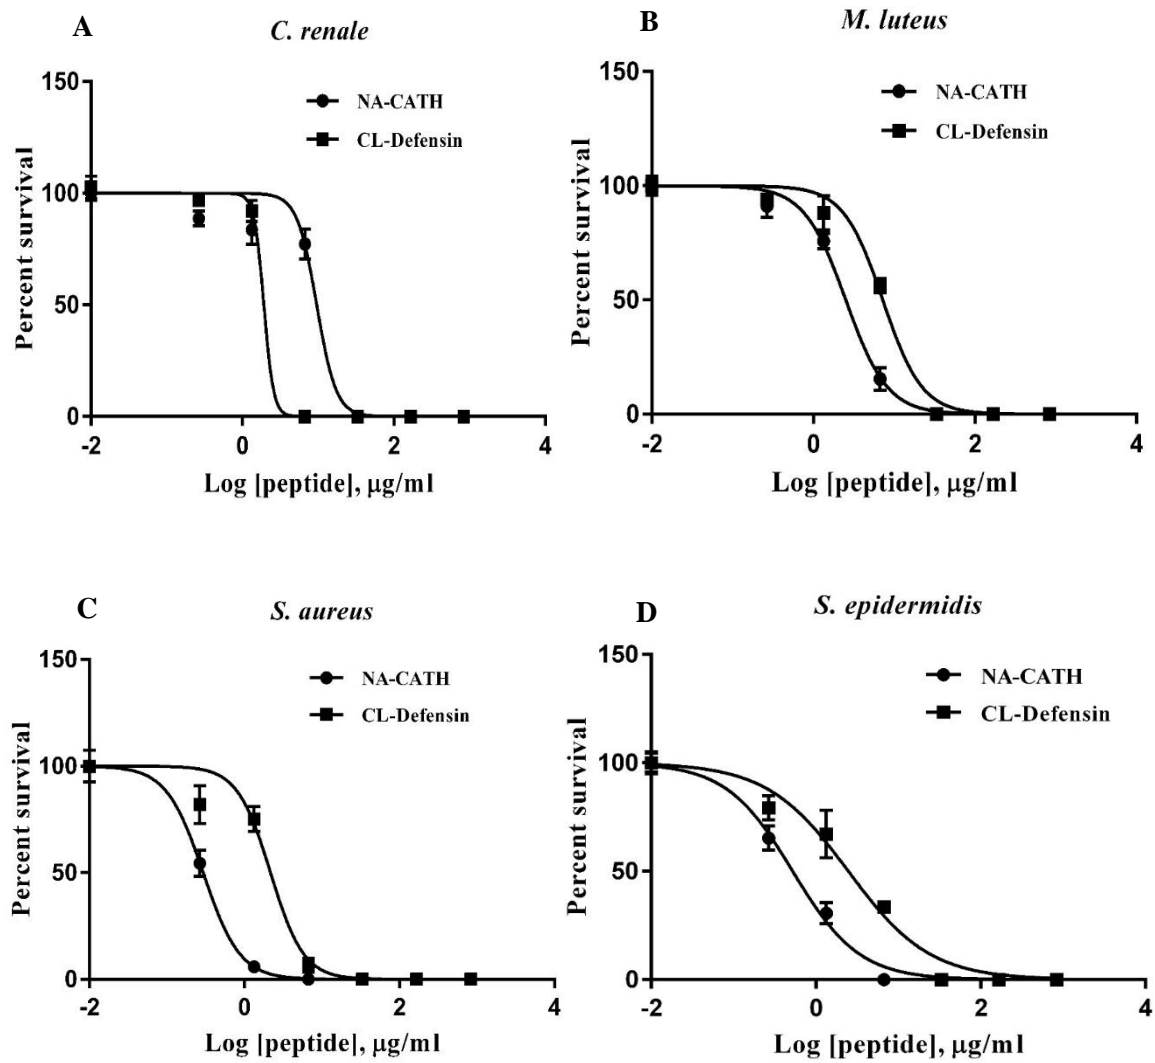 A
C. renale
150
100
50
0
Percent survival
NA-CATH
CL-Defensin
-2
0
2
4
Log [peptide], μg/ml
B
M. luteus
150
100
50
0
Percent survival
NA-CATH
CL-Defensin
-2
0
2
4
Log [peptide], μg/ml
C
S. aureus
150
100
50
0
Percent survival
NA-CATH
CL-Defensin
-2
0
2
4
Log [peptide], μg/ml
D
S. epidermidis
150
100
50
0
Percent survival
NA-CATH
CL-Defensin
-2
0
2
4
Log [peptide], μg/ml